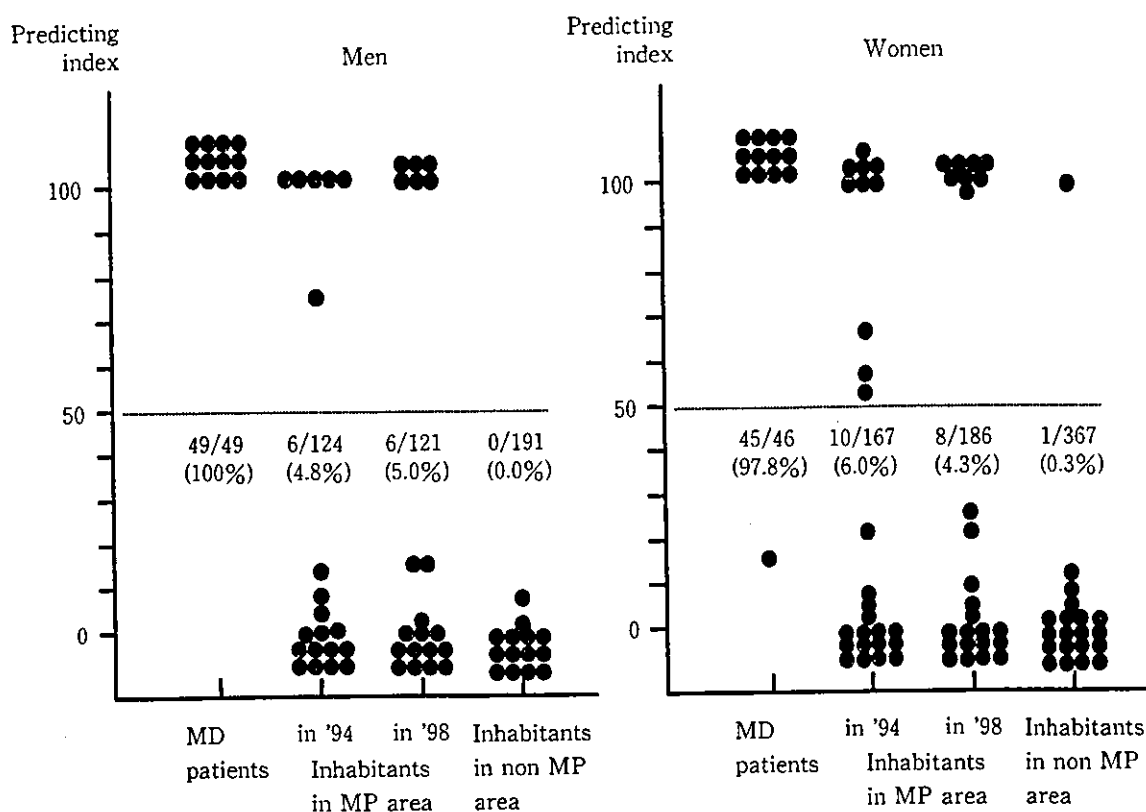 Predicting
index
Men
100
50
0
49/49
(100%)
6/124
(4.8%)
6/121
(5.0%)
0/191
(0.0%)
MD
patients
in '94
in '98
Inhabitants
in MP area
Inhabitants
in non MP
area
Predicting
index
Women
100
50
0
45/46
(97.8%)
10/167
(6.0%)
8/186
(4.3%)
1/367
(0.3%)
MD
patients
in '94
in '98
Inhabitants
in MP area
Inhabitants
in non MP
area